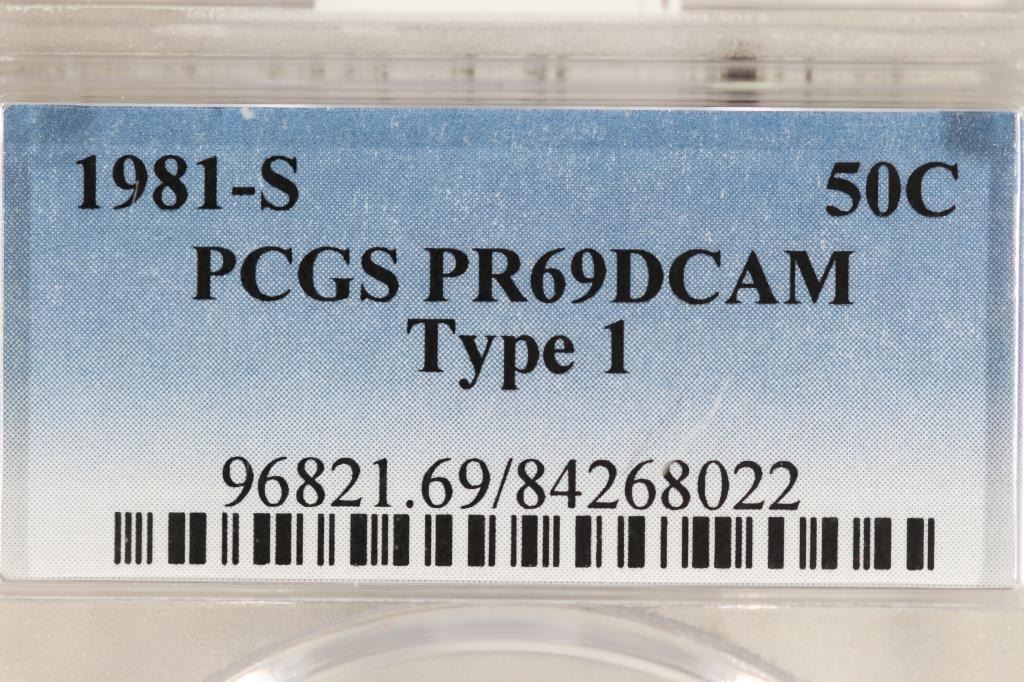 1981-S 50C
PCGS PR69DCAM
Type 1
96821.69/84268022